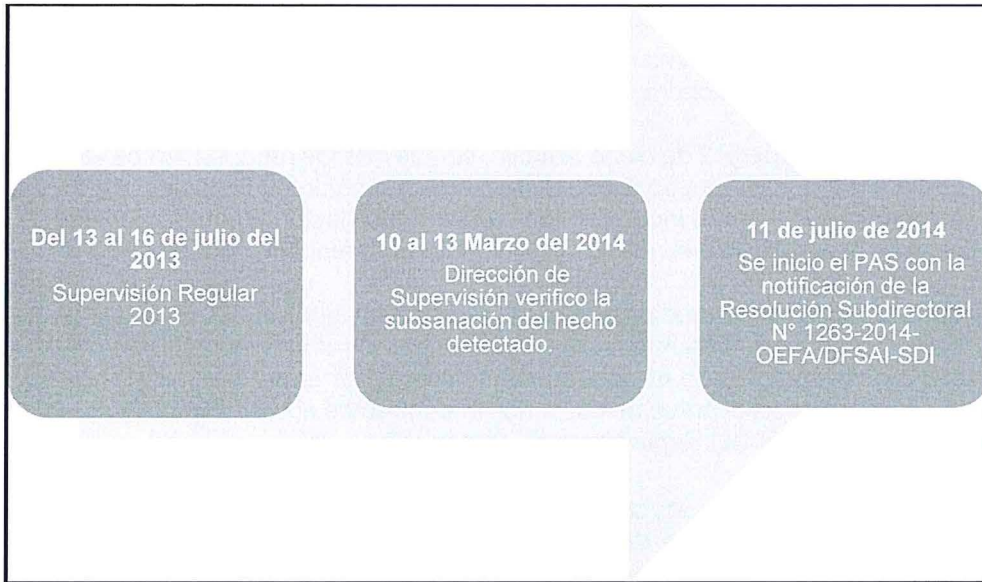 Del 13 al 16 de julio del
2013
Supervisión Regular
2013
10 al 13 Marzo del 2014
Dirección de
Supervisión verifico la
subsanación del hecho
detectado.
11 de julio de 2014
Se inicio el PAS con la
notificación de la
Resolución Subdirectoral
N° 1263-2014-
OEFA/DFSAI-SDI